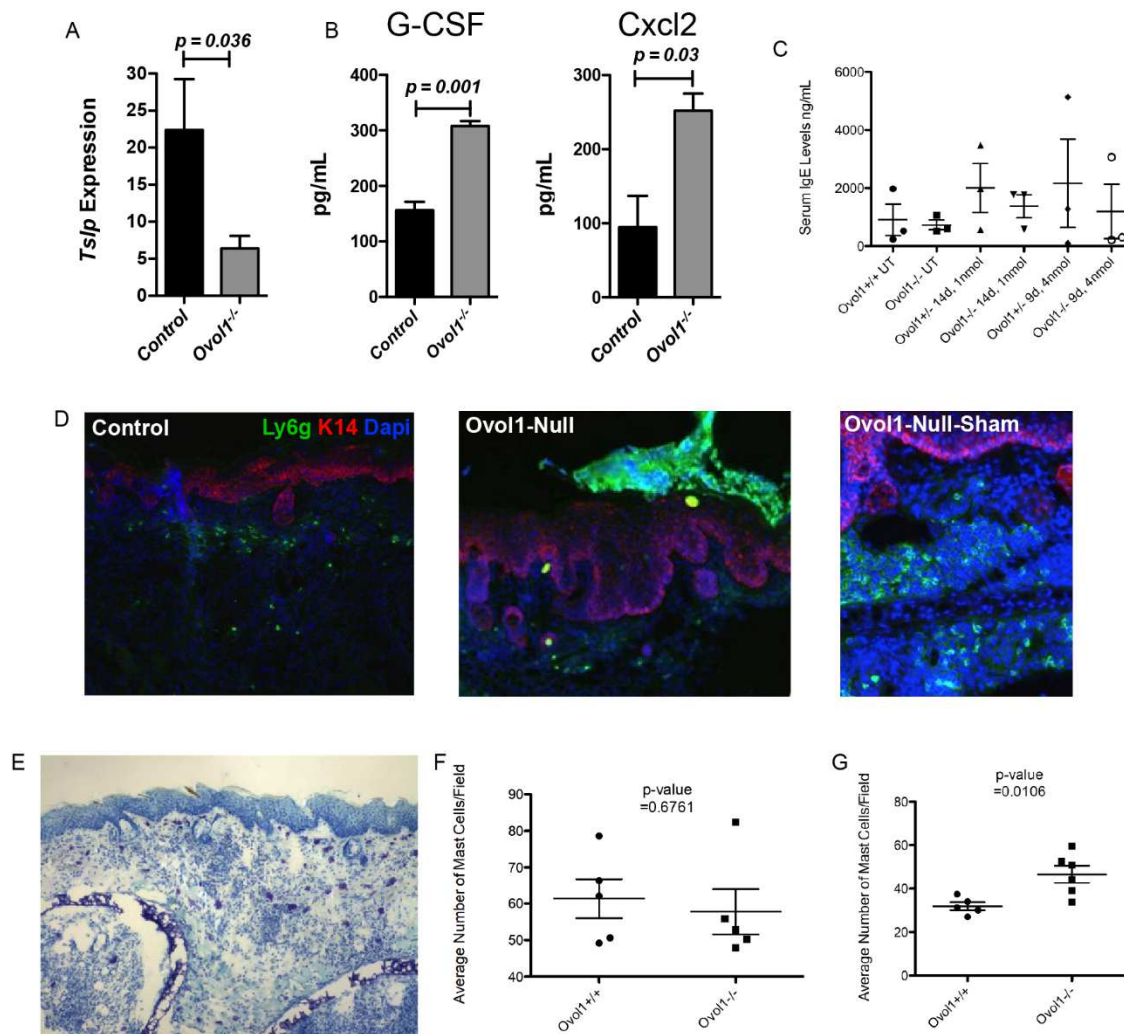 A
p = 0.036
30
25
20
15
10
5
0
Tslp Expression
Control
Ovol1-/-
B
G-CSF
p = 0.001
400
300
200
100
0
pg/mL
Control
Ovol1-/-
Cxcl2
p = 0.03
300
200
100
0
pg/mL
Control
Ovol1-/-
C
6000
4000
2000
0
Serum IgE Levels ng/mL
Ovol1+/+ UT
Ovol1-/- UT
Ovol1+/- 14d, 1nmol
Ovol1-/- 14d, 1nmol
Ovol1+/- 9d, 4nmol
Ovol1-/- 9d, 4nmol
D
Control
Ly6g K14 Dapi
Ovol1-Null
Ovol1-Null-Sham
E
F
p-value
=0.6761
90
80
70
60
50
40
Average Number of Mast Cells/Field
Ovol1+/+
Ovol1-/-
G
p-value
=0.0106
80
60
40
20
0
Average Number of Mast Cells/Field
Dvol1+/+
Ovol1-/-